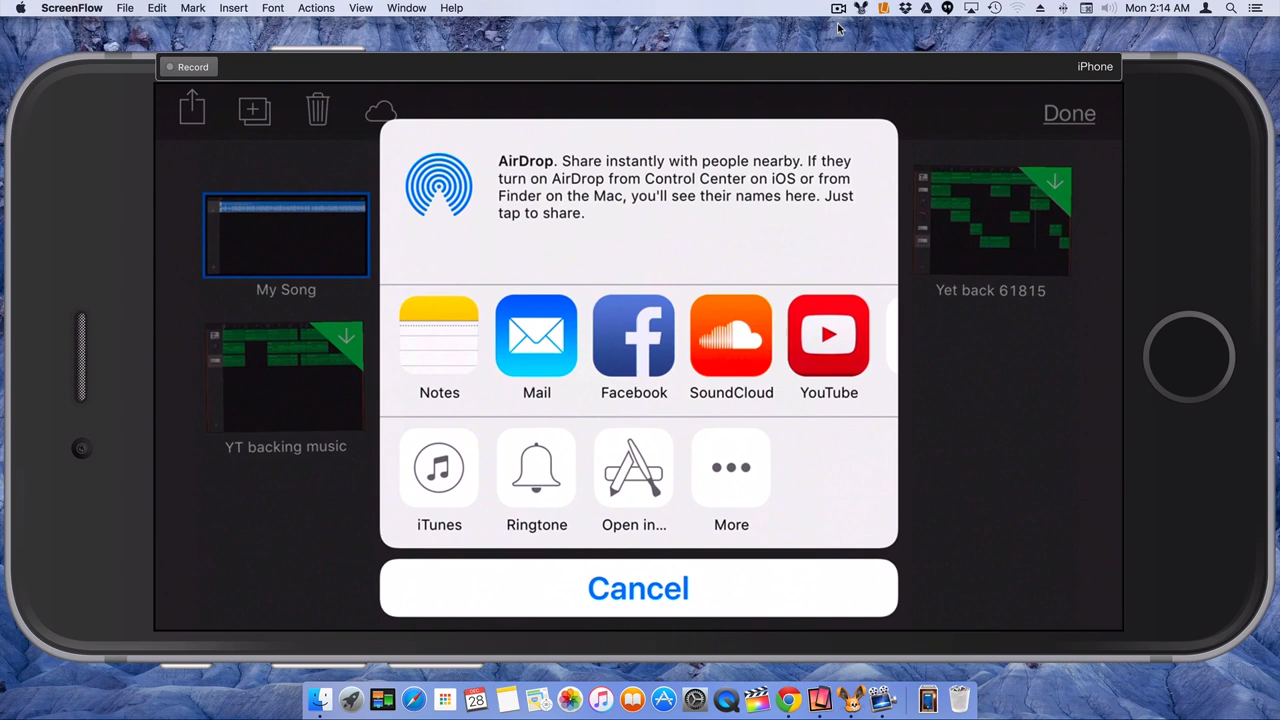 ScreenFlow File Edit Mark Insert Font Actions View Window Help Mon 2:14 AM
Record
iPhone
Done
AirDrop. Share instantly with people nearby. If they
turn on AirDrop from Control Center on iOS or from
Finder on the Mac, you'll see their names here. Just
tap to share.
My Song
Yet back 61815
Notes
Mail
Facebook
SoundCloud
YouTube
YT backing music
iTunes
Ringtone
Open in...
More
Cancel
DEC
28